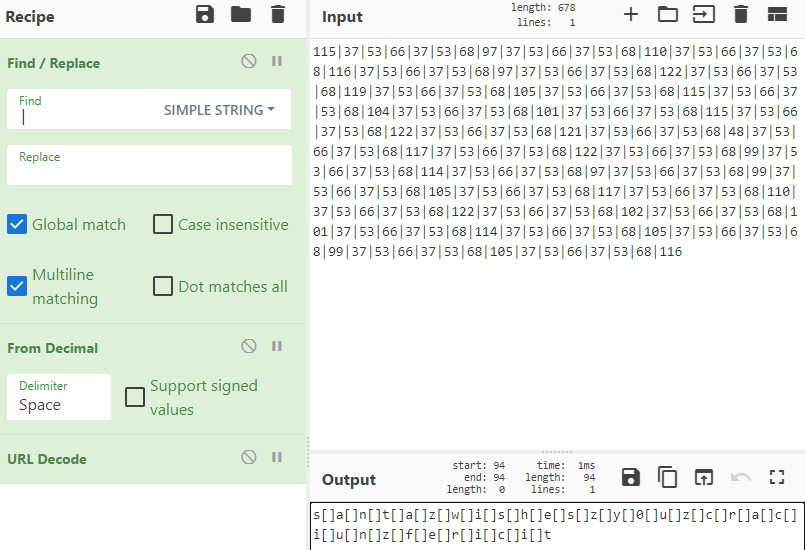 Recipe
Find / Replace
Find
|
SIMPLE STRING
Replace
Global match
Case insensitive
Multiline matching
Dot matches all
From Decimal
Delimiter
Space
Support signed values
URL Decode
Input
length: 678
lines: 1
115|37|53|66|37|53|68|97|37|53|66|37|53|68|110|37|53|66|37|53|6
8|116|37|53|66|37|53|68|97|37|53|66|37|53|68|122|37|53|66|37|53
|68|119|37|53|66|37|53|68|105|37|53|66|37|53|68|115|37|53|66|37
|53|68|104|37|53|66|37|53|68|101|37|53|66|37|53|68|115|37|53|66
|37|53|68|122|37|53|66|37|53|68|121|37|53|66|37|53|68|48|37|53|
66|37|53|68|117|37|53|66|37|53|68|122|37|53|66|37|53|68|99|37|5
3|66|37|53|68|114|37|53|66|37|53|68|97|37|53|66|37|53|68|99|37|
53|66|37|53|68|105|37|53|66|37|53|68|117|37|53|66|37|53|68|110|
37|53|66|37|53|68|122|37|53|66|37|53|68|102|37|53|66|37|53|68|1
01|37|53|66|37|53|68|114|37|53|66|37|53|68|105|37|53|66|37|53|6
8|99|37|53|66|37|53|68|105|37|53|66|37|53|68|116
Output
start: 94
end: 94
length: 0
time: 1ms
length: 94
lines: 1
s[]a[]n[]t[]a[]z[]w[]i[]s[]h[]e[]s[]z[]y[]0[]u[]z[]c[]r[]a[]c[]
i[]u[]n[]z[]f[]e[]r[]i[]c[]i[]t